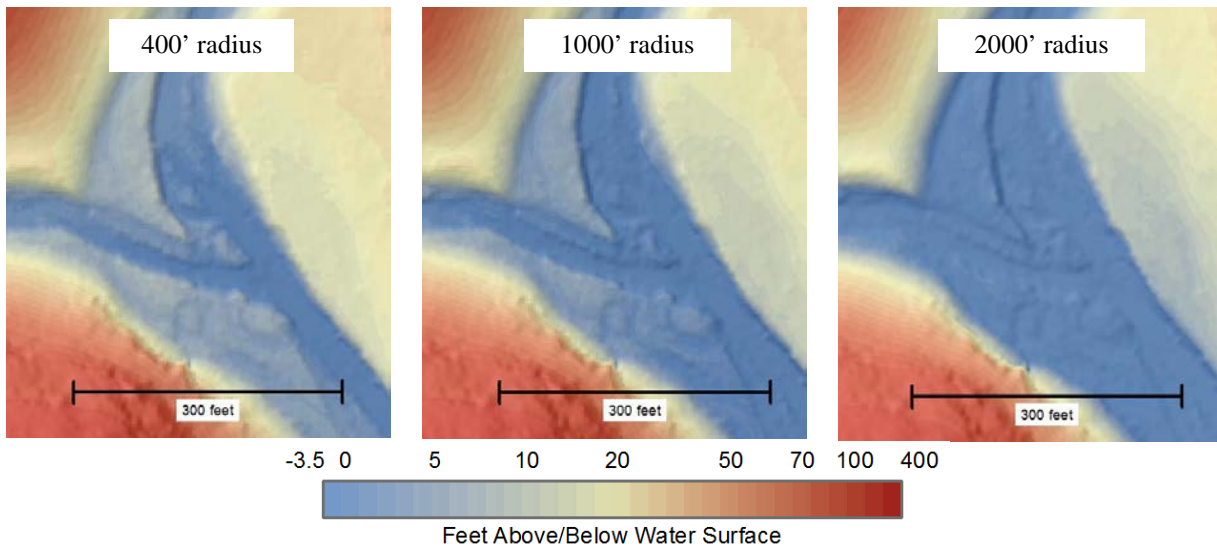 400’ radius
1000’ radius
2000’ radius
300 feet
300 feet
300 feet
-3.5 0 5 10 20 50 70 100 400
Feet Above/Below Water Surface